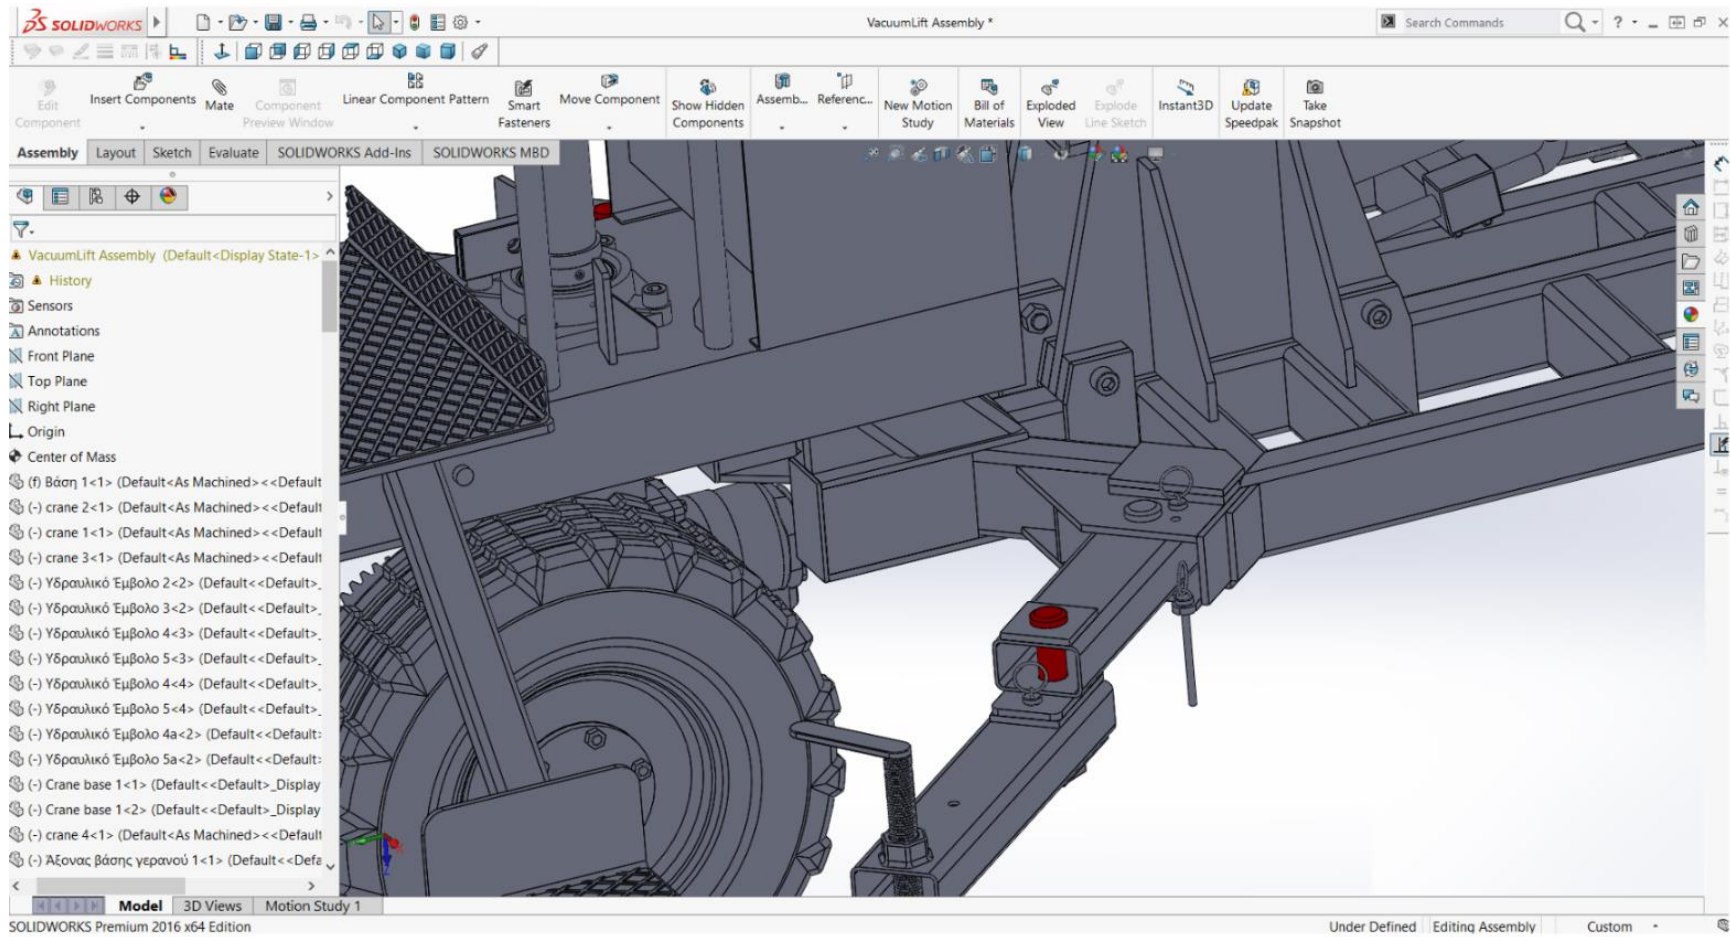 SOLIDWORKS
VacuumLift Assembly *
Search Commands
Edit Component
Insert Components
Mate
Component Preview Window
Linear Component Pattern
Smart Fasteners
Move Component
Show Hidden Components
Assemb...
Referenc...
New Motion Study
Bill of Materials
Exploded View
Explode Line Sketch
Instant3D
Update Speedpak
Take Snapshot
Assembly Layout Sketch Evaluate SOLIDWORKS Add-Ins SOLIDWORKS MBD
VacuumLift Assembly (Default<Display State-1>
History
Sensors
Annotations
Front Plane
Top Plane
Right Plane
Origin
Center of Mass
(f) Βάση 1<1> (Default<As Machined><<Default
(-) crane 2<1> (Default<As Machined><<Default
(-) crane 1<1> (Default<As Machined><<Default
(-) crane 3<1> (Default<As Machined><<Default
(-) Υδραυλικό Έμβολο 2<2> (Default<<Default>_
(-) Υδραυλικό Έμβολο 3<2> (Default<<Default>_
(-) Υδραυλικό Έμβολο 4<3> (Default<<Default>_
(-) Υδραυλικό Έμβολο 5<3> (Default<<Default>_
(-) Υδραυλικό Έμβολο 4<4> (Default<<Default>_
(-) Υδραυλικό Έμβολο 5<4> (Default<<Default>_
(-) Υδραυλικό Έμβολο 4a<2> (Default<<Default>
(-) Υδραυλικό Έμβολο 5a<2> (Default<<Default>
(-) Crane base 1<1> (Default<<Default>_Display
(-) Crane base 1<2> (Default<<Default>_Display
(-) crane 4<1> (Default<As Machined><<Default
(-) Άξονας βάσης γερανού 1<1> (Default<<Defa
Model 3D Views Motion Study 1
SOLIDWORKS Premium 2016 x64 Edition
Under Defined Editing Assembly Custom